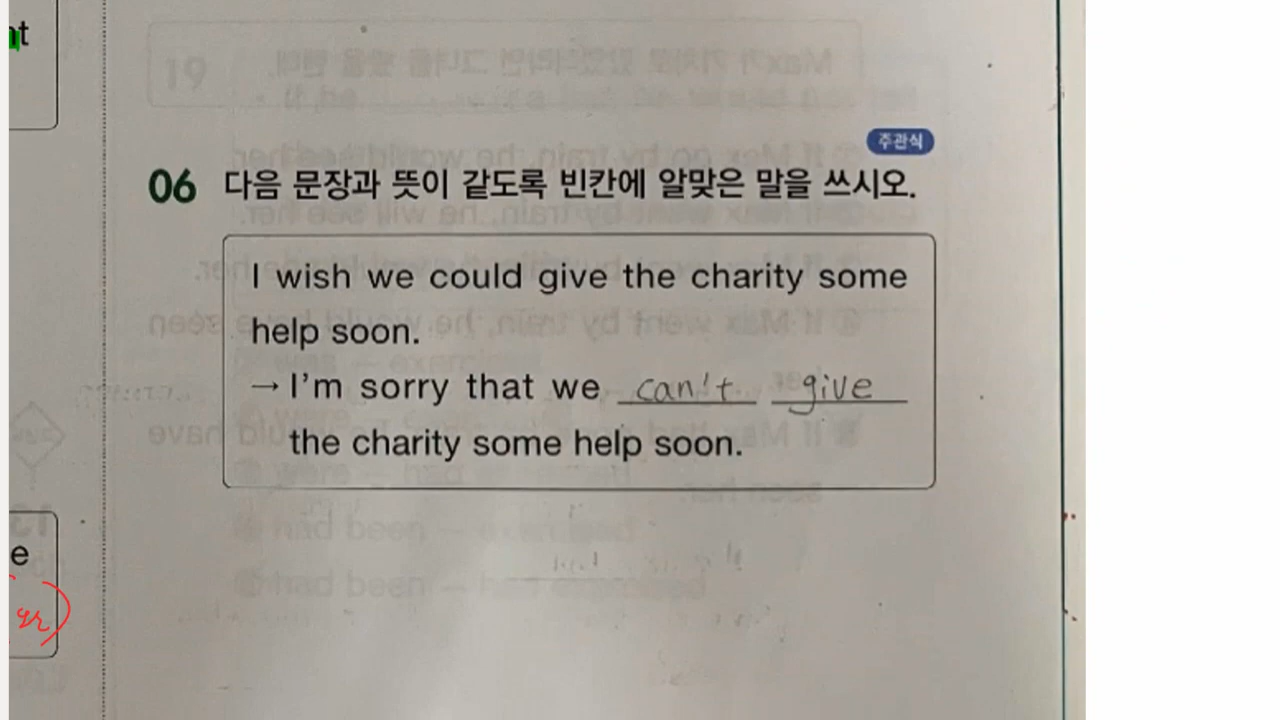 nt
주관식
06 다음 문장과 뜻이 같도록 빈칸에 알맞은 말을 쓰시오.
I wish we could give the charity some
help soon.
→ I'm sorry that we can't give
the charity some help soon.
e